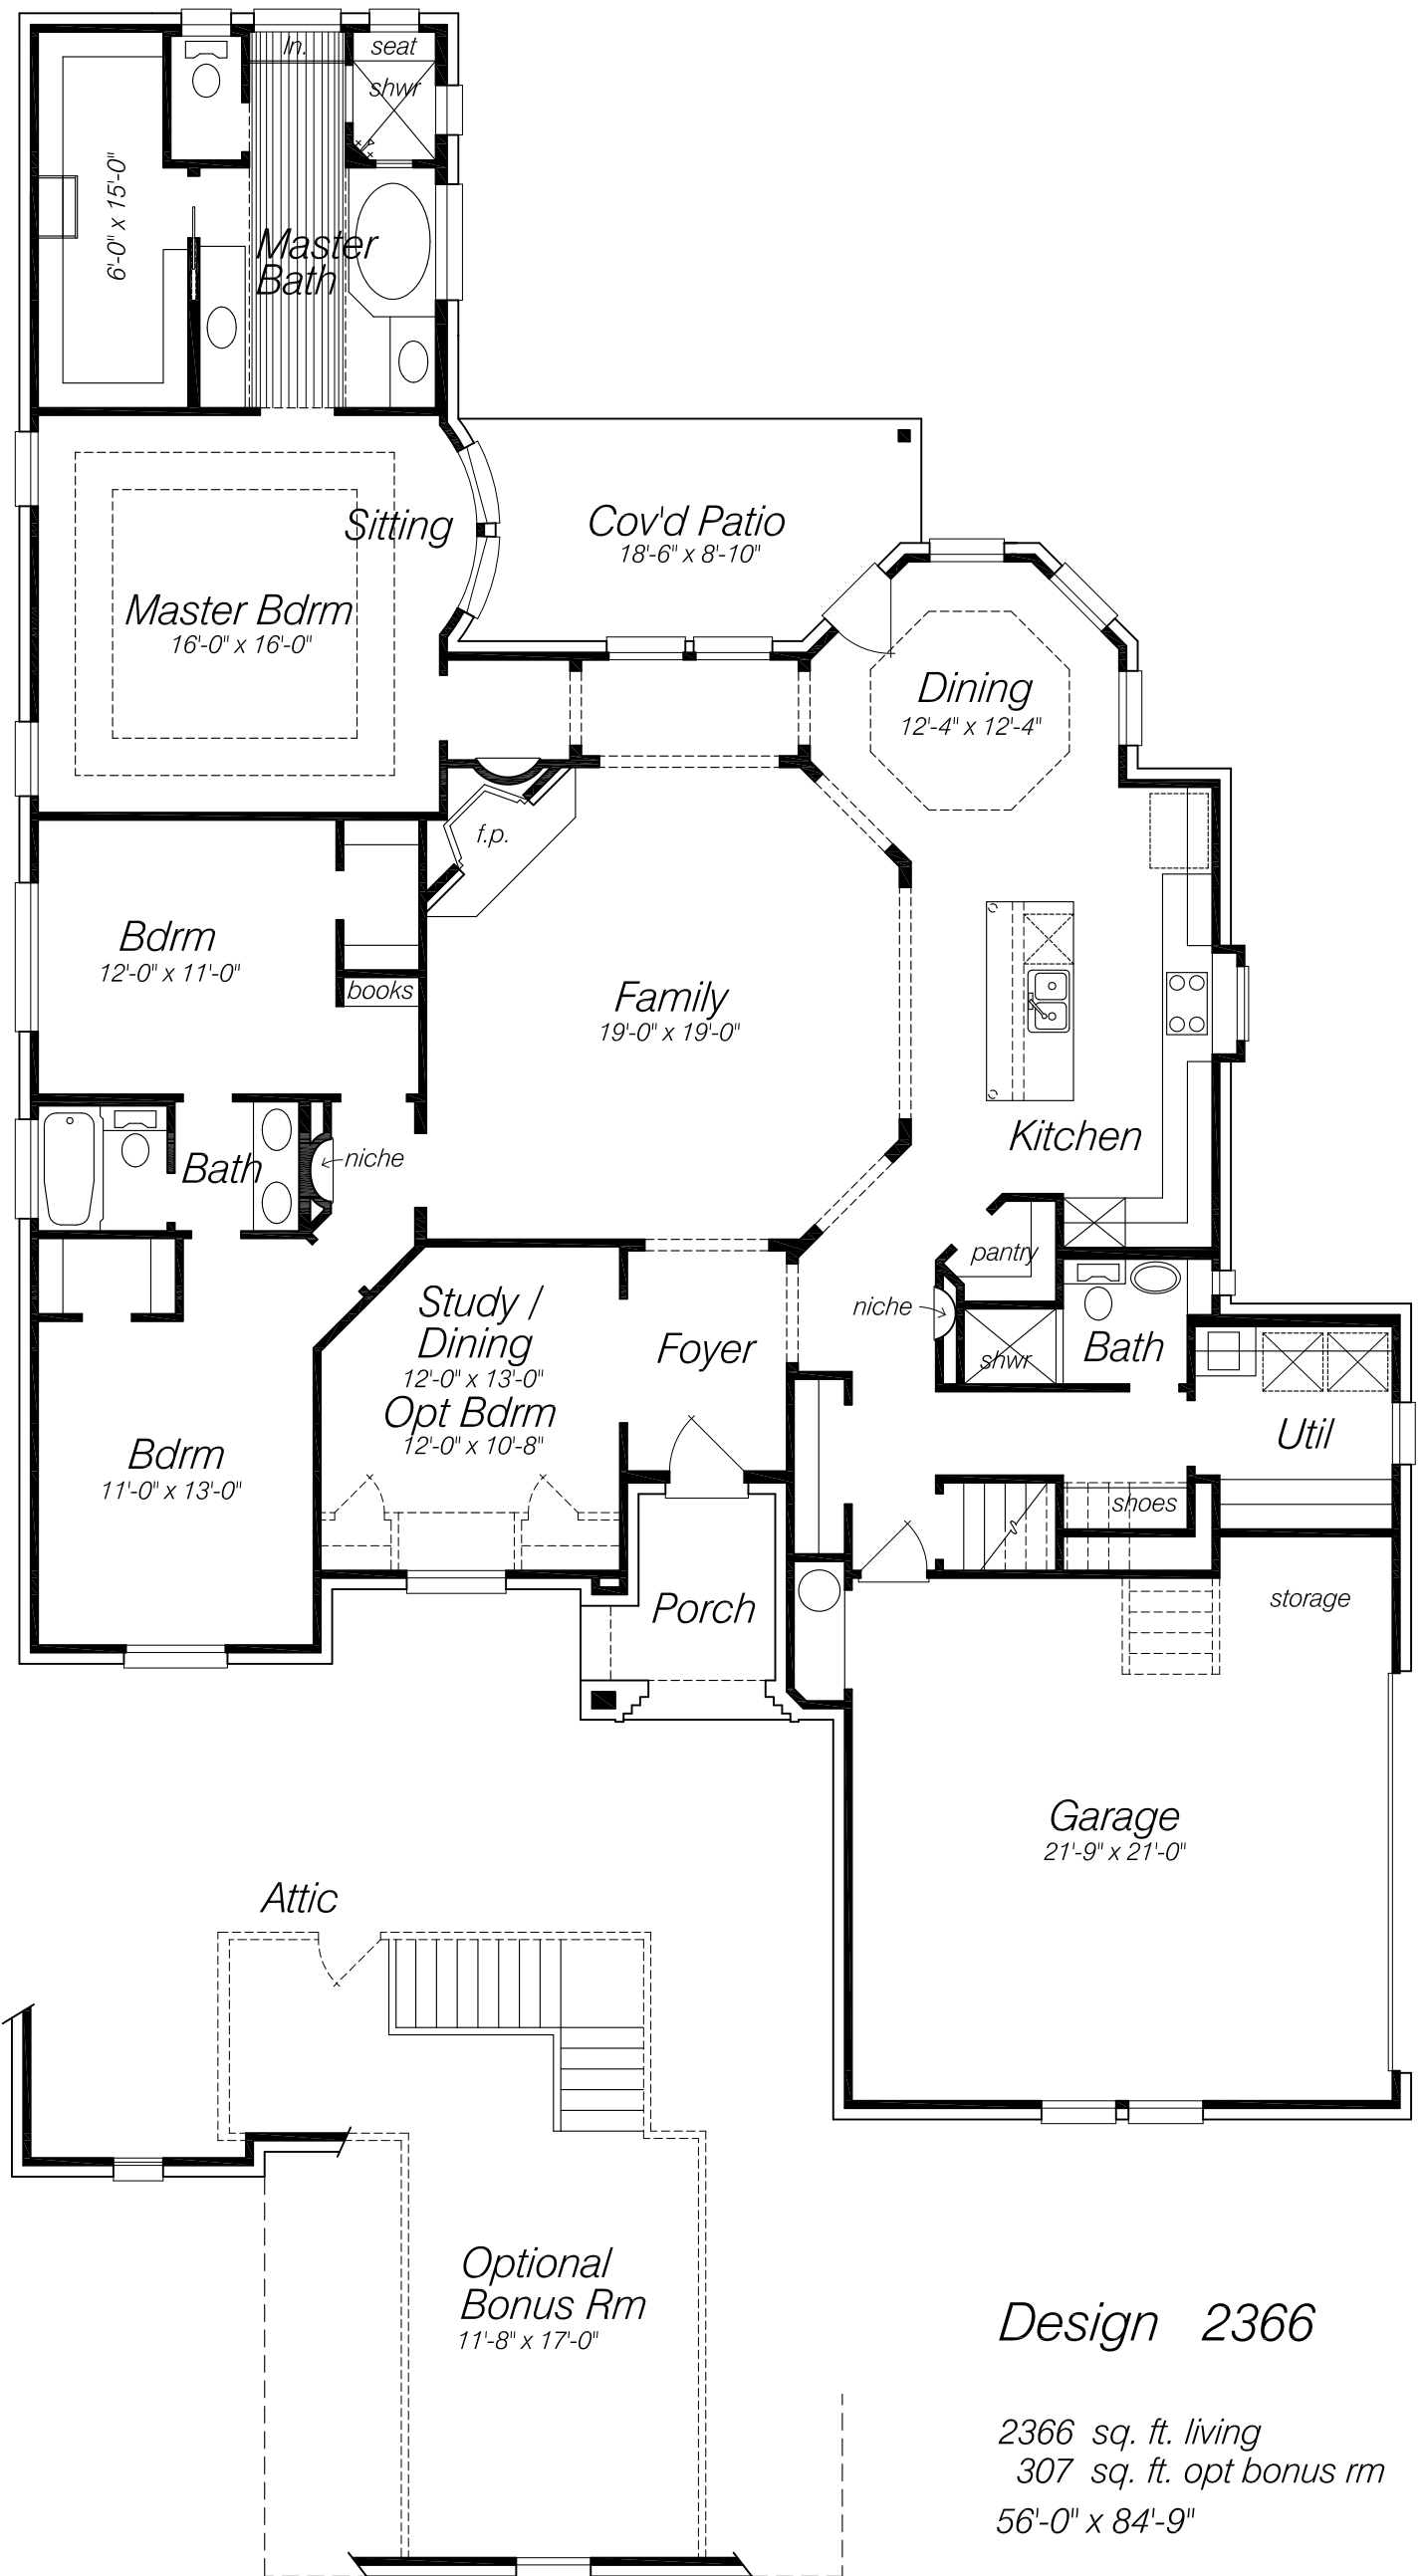 ln.
seat
shwr
6'-0" x 15'-0"
Master
Bath
Sitting
Cov'd Patio
18'-6" x 8'-10"
Master Bdrm
16'-0" x 16'-0"
Dining
12'-4" x 12'-4"
f.p.
Bdrm
12'-0" x 11'-0"
books
Family
19'-0" x 19'-0"
Kitchen
Bath
niche
pantry
niche
shwr
Bath
Study /
Dining
12'-0" x 13'-0"
Opt Bdrm
12'-0" x 10'-8"
Foyer
Util
Bdrm
11'-0" x 13'-0"
shoes
Porch
storage
Garage
21'-9" x 21'-0"
Attic
Optional
Bonus Rm
11'-8" x 17'-0"
Design 2366
2366 sq. ft. living
307 sq. ft. opt bonus rm
56'-0" x 84'-9"